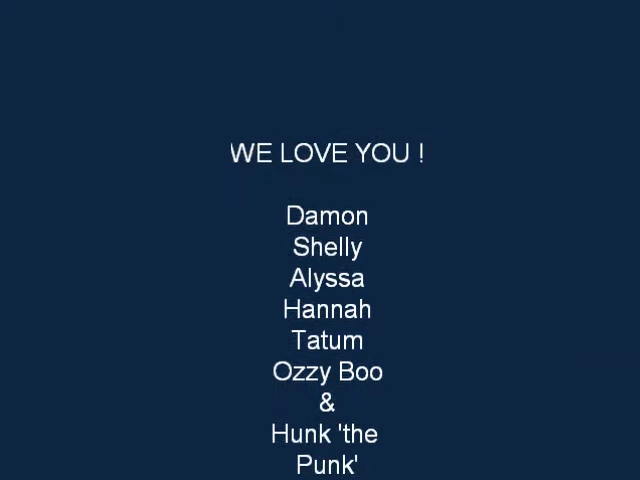 WE LOVE YOU !
Damon
Shelly
Alyssa
Hannah
Tatum
Ozzy Boo
&
Hunk 'the
Punk'